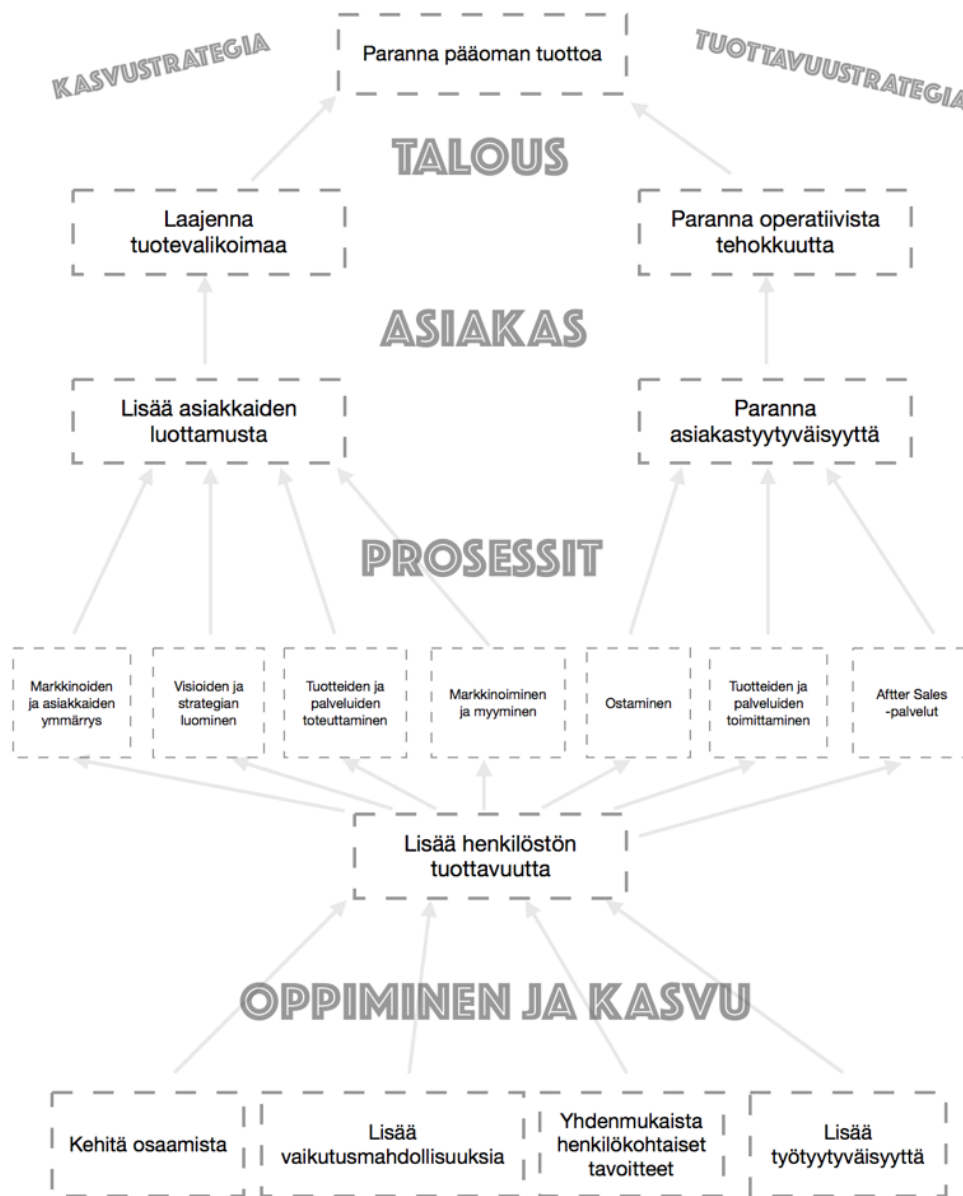 KASVUSTRATEGIA
Paranna pääoman tuottoa
TUOTTAVUUSTRATEGIA
TALOUS
Laajenna
tuotevalikoimaa
Paranna operatiivista
tehokkuutta
ASIAKAS
Lisää asiakkaiden
luottamusta
Paranna
asiakastyytyväisyyttä
PROSESSIT
Markkinoiden
ja asiakkaiden
ymmärrys
Visioiden ja
strategian
luominen
Tuotteiden ja
palveluiden
toteuttaminen
Markkinoiminen
ja myyminen
Ostaminen
Tuotteiden ja
palveluiden
toimittaminen
Aftter Sales
-palvelut
Lisää henkilöstön
tuottavuutta
OPPIMINEN JA KASVU
Kehitä osaamista
Lisää
vaikutusmahdollisuuksia
Yhdenmukaista
henkilökohtaiset
tavoitteet
Lisää
työtyytyväisyyttä